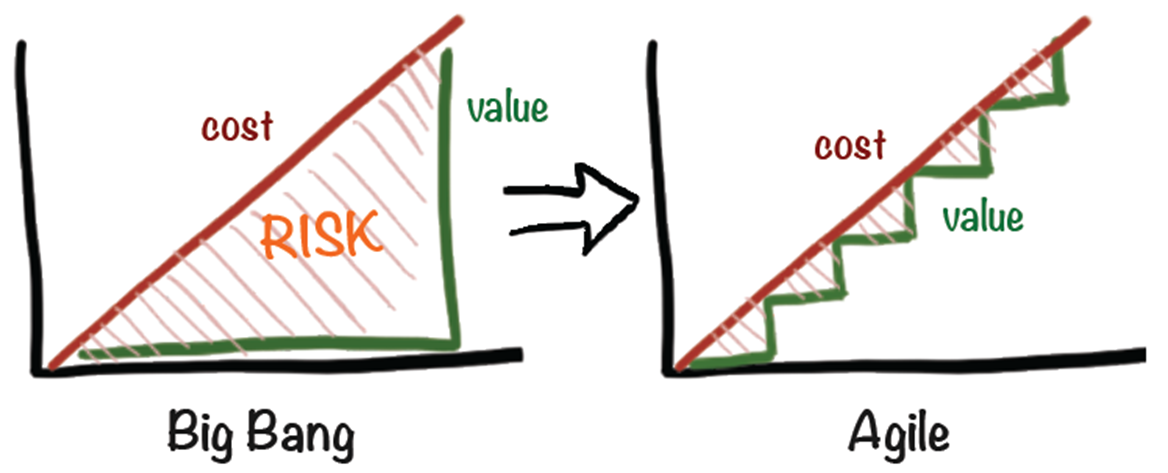 cost
value
RISK
Big Bang
cost
value
Agile